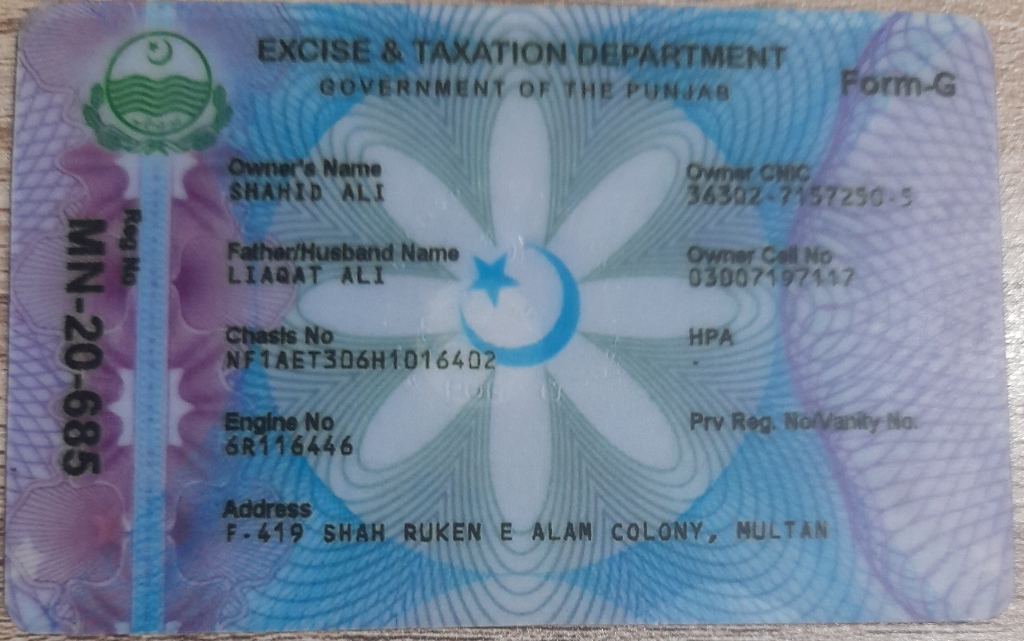 EXCISE & TAXATION DEPARTMENT
GOVERNMENT OF THE PUNJAB
Form-G
Reg No
MN-20-685
Owner's Name
SHAHID ALI
Owner CNIC
36302-7157250-5
Father/Husband Name
LIAQAT ALI
Owner Cell No
03007197117
Chasis No
NF1AET306H1016402
HPA
-
Engine No
6R116446
Prv Reg. No/Vanity No.
Address
F-419 SHAH RUKEN E ALAM COLONY, MULTAN